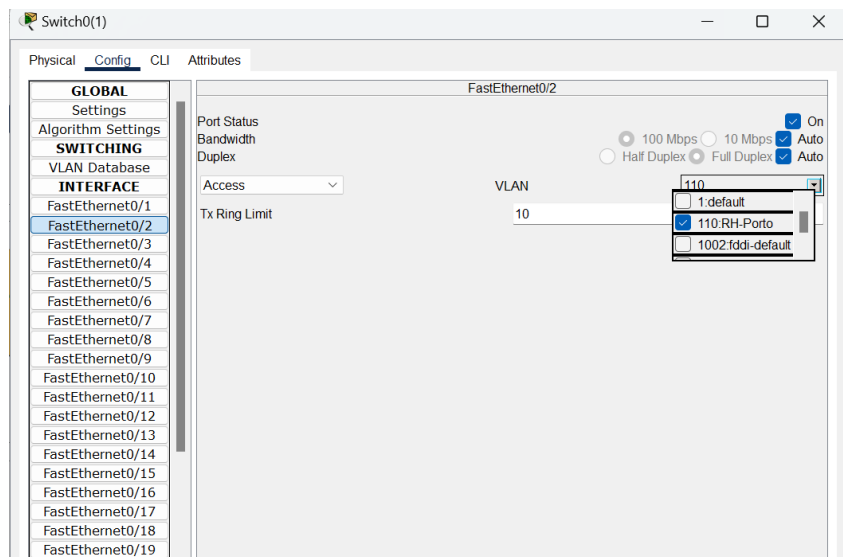 Switch0(1)
Physical Config CLI Attributes
GLOBAL
Settings
Algorithm Settings
SWITCHING
VLAN Database
INTERFACE
FastEthernet0/1
FastEthernet0/2
FastEthernet0/3
FastEthernet0/4
FastEthernet0/5
FastEthernet0/6
FastEthernet0/7
FastEthernet0/8
FastEthernet0/9
FastEthernet0/10
FastEthernet0/11
FastEthernet0/12
FastEthernet0/13
FastEthernet0/14
FastEthernet0/15
FastEthernet0/16
FastEthernet0/17
FastEthernet0/18
FastEthernet0/19
FastEthernet0/2
Port Status On
Bandwidth 100 Mbps 10 Mbps Auto
Duplex Half Duplex Full Duplex Auto
Access VLAN 110
1:default
Tx Ring Limit 10
110:RH-Porto
1002:fddi-default